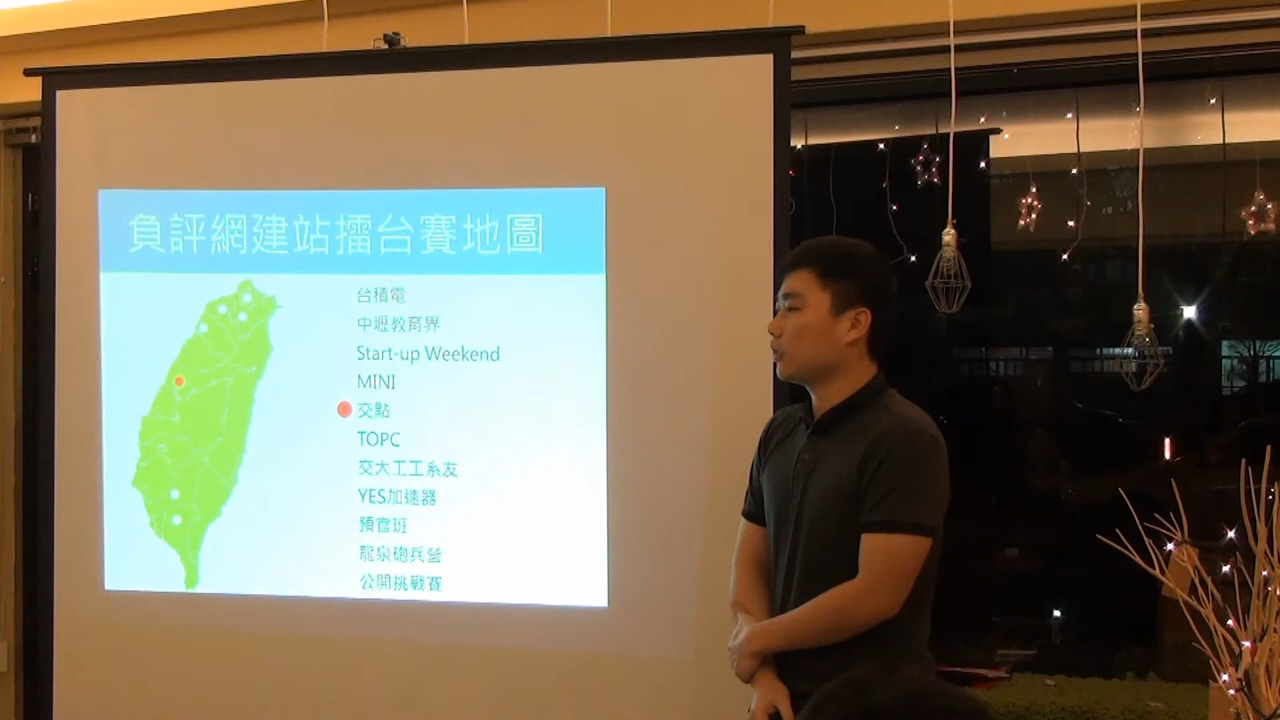 負評網建站擂台賽地圖
台積電
中壢教育界
Start-up Weekend
MINI
交點
TOPC
交大工工系友
YES加速器
預官班
龍泉砲兵營
公開挑戰賽